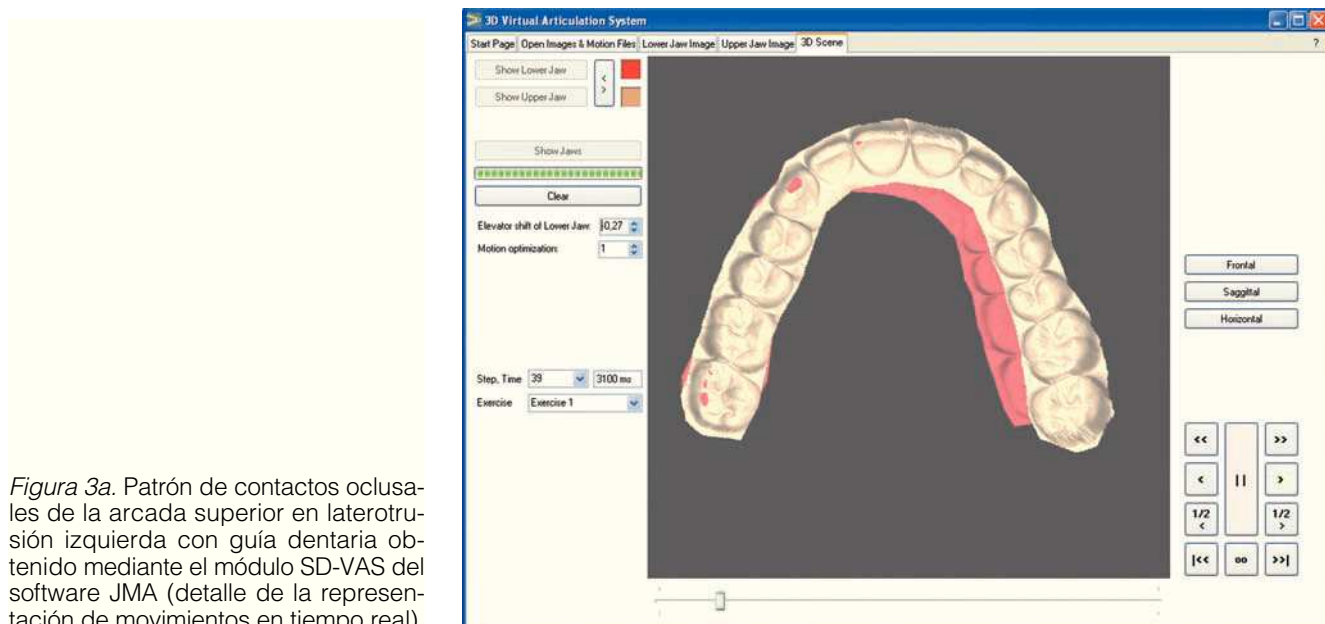 3D Virtual Articulation System
Start Page Open Images & Motion Files Lower Jaw Image Upper Jaw Image 3D Scene ?
Show Lower Jaw
<
>
Show Upper Jaw
Show Jaws
Clear
Elevator shift of Lower Jaw: -0,27
Motion optimization: 1
Frontal
Saggittal
Horizontal
Step, Time 39 3100 ms
Exercise Exercise 1
<< >>
< || >
1/2
<
1/2
>
|<< oo >>|
Figura 3a. Patrón de contactos oclusa-
les de la arcada superior en laterotru-
sión izquierda con guía dentaria ob-
tenido mediante el módulo SD-VAS del
software JMA (detalle de la represen-
tación de movimientos en tiempo real).